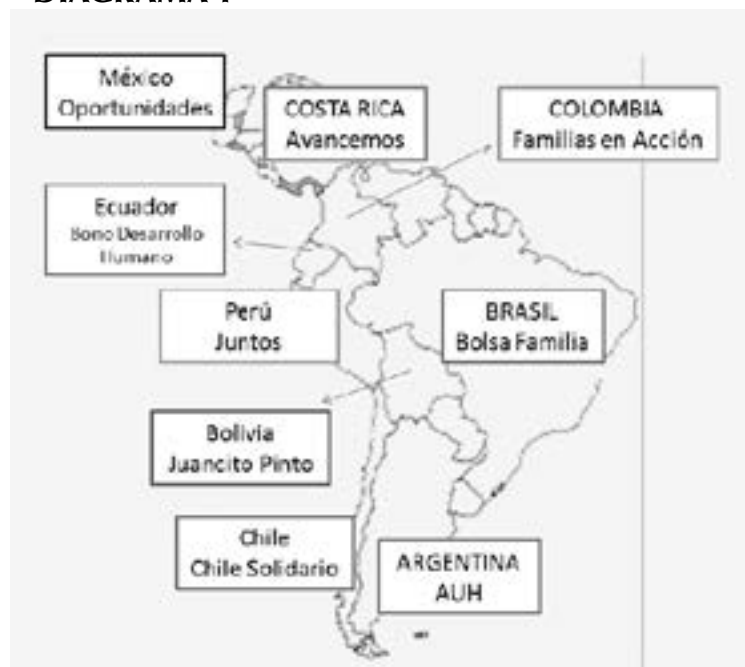 México
Oportunidades
COSTA RICA
Avancemos
COLOMBIA
Familias en Acción
Ecuador
Bono Desarrollo
Humano
Perú
Juntos
BRASIL
Bolsa Familia
Bolivia
Juancito Pinto
Chile
Chile Solidario
ARGENTINA
AUH